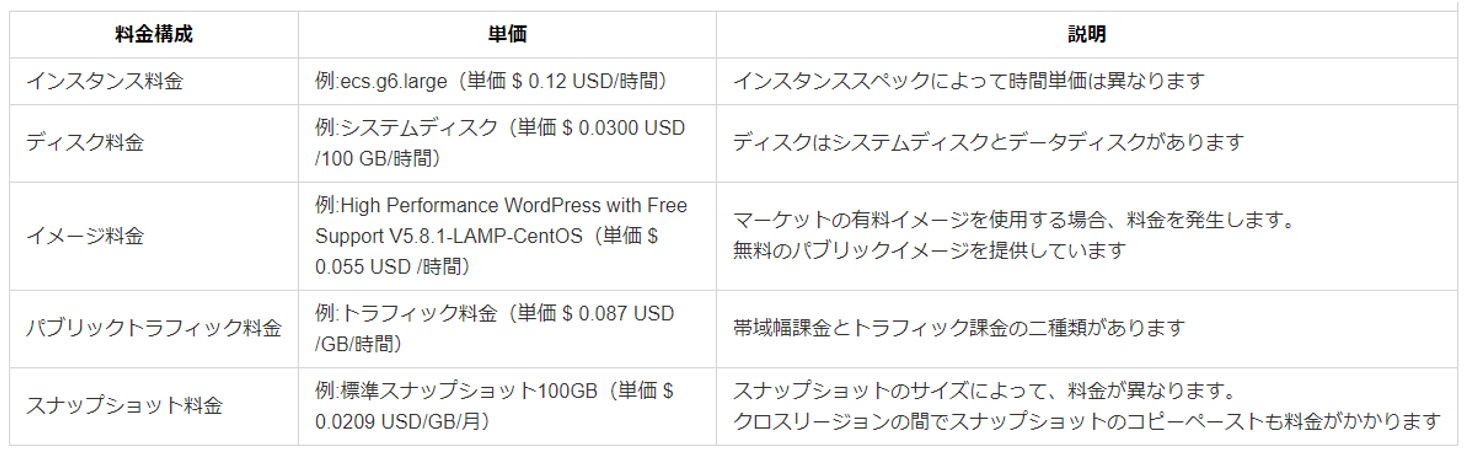 料金構成 単価 説明
インスタンス料金 例:ecs.g6.large（単価 $ 0.12 USD/時間） インスタンススペックによって時間単価は異なります
ディスク料金 例:システムディスク（単価 $ 0.0300 USD
/100 GB/時間） ディスクはシステムディスクとデータディスクがあります
イメージ料金 例:High Performance WordPress with Free
Support V5.8.1-LAMP-CentOS（単価 $
0.055 USD /時間） マーケットの有料イメージを使用する場合、料金を発生します。
無料のパブリックイメージを提供しています
パブリックトラフィック料金 例:トラフィック料金（単価 $ 0.087 USD
/GB/時間） 帯域幅課金とトラフィック課金の二種類があります
スナップショット料金 例:標準スナップショット100GB（単価 $
0.0209 USD/GB/月） スナップショットのサイズによって、料金が異なります。
クロスリージョンの間でスナップショットのコピーペーストも料金がかかります